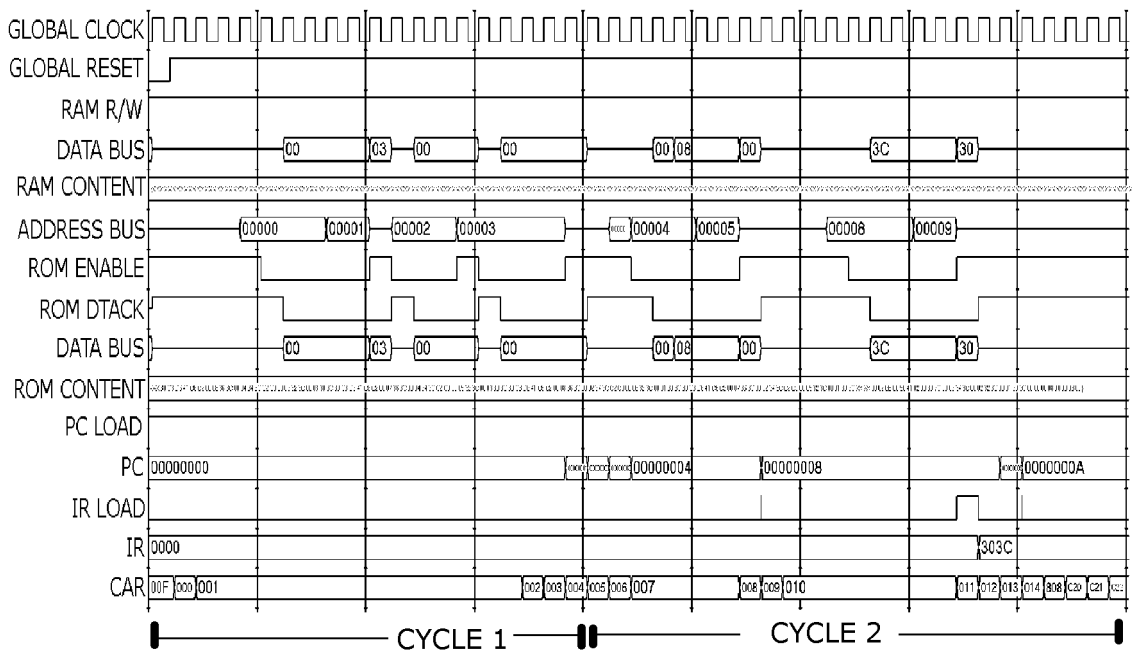 GLOBAL CLOCK
GLOBAL RESET
RAM R/W
DATA BUS 00 03 00 00 00 08 00 3C 30
RAM CONTENT
ADDRESS BUS 00000 00001 00002 00003 00004 00005 00008 00009
ROM ENABLE
ROM DTACK
DATA BUS 00 03 00 00 00 08 00 3C 30
ROM CONTENT
PC LOAD
PC 00000000 00000004 00000008 0000000A
IR LOAD
IR 0000 303C
CAR 00F 000 001 002 003 004 005 006 007 008 009 010 011 012 013 014 808 020 021
CYCLE 1 CYCLE 2